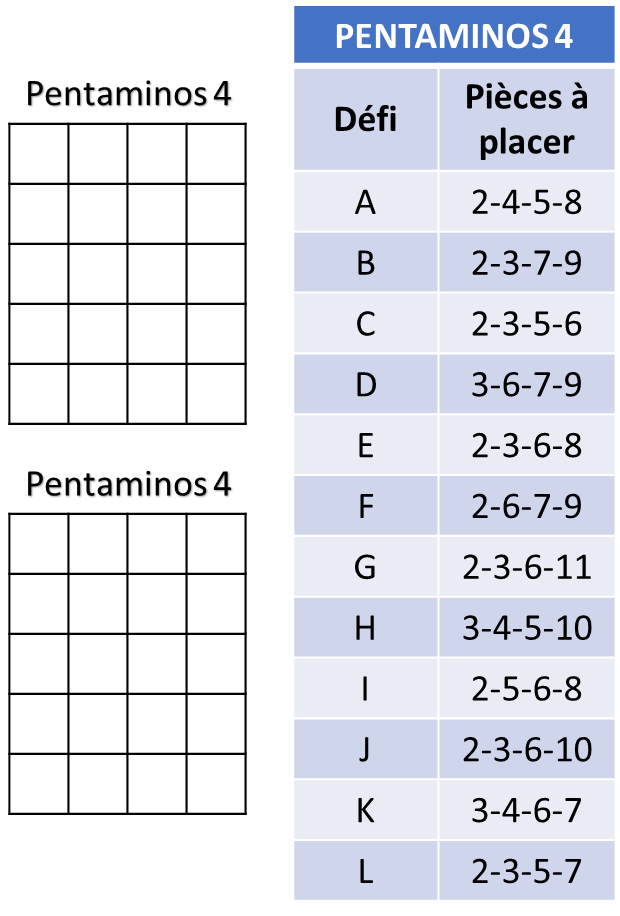 Pentaminos 4
Pentaminos 4
PENTAMINOS 4
Défi
Pièces à
placer
A
2-4-5-8
B
2-3-7-9
C
2-3-5-6
D
3-6-7-9
E
2-3-6-8
F
2-6-7-9
G
2-3-6-11
H
3-4-5-10
I
2-5-6-8
J
2-3-6-10
K
3-4-6-7
L
2-3-5-7